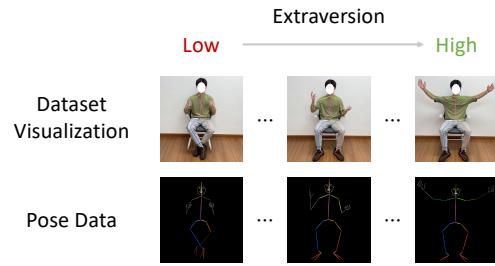 Extraversion
Low
High
Dataset
Visualization
... ...
Pose Data
... ...